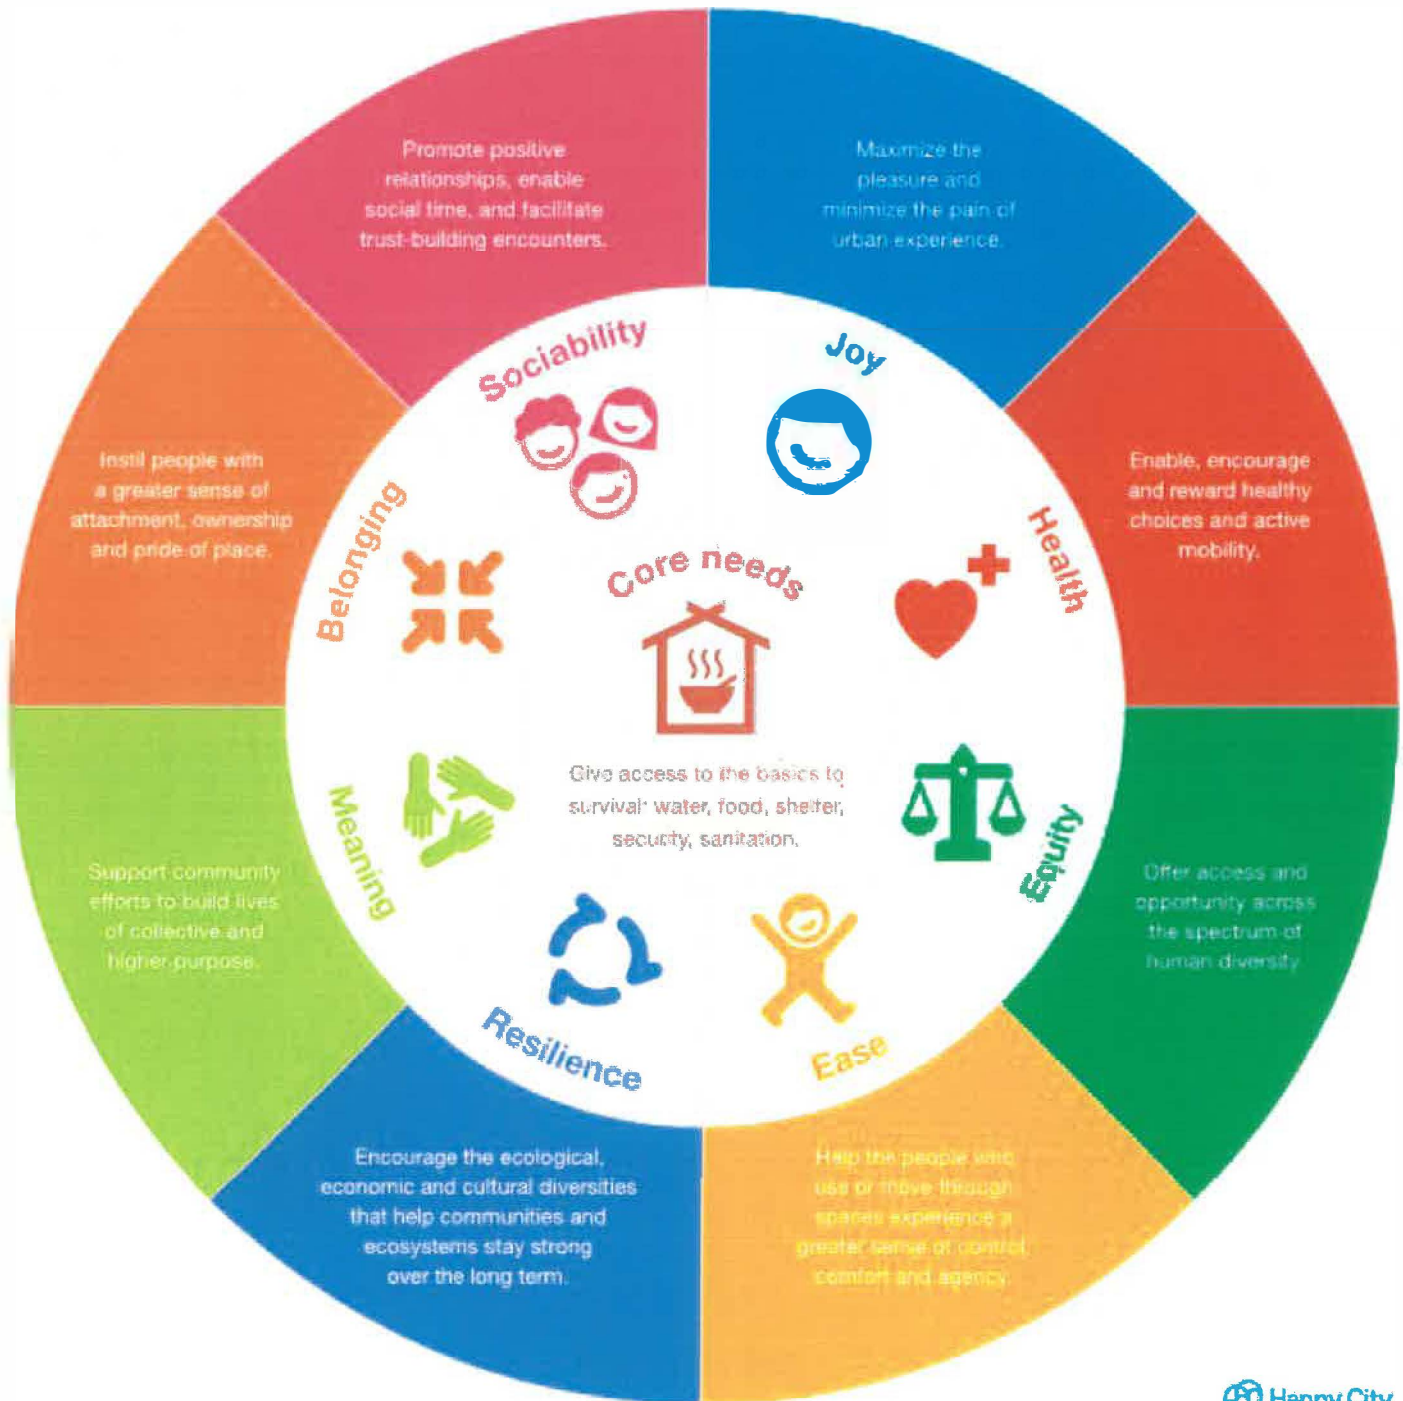 Promote positive
relationships, enable
social time, and facilitate
trust-building encounters.
Maximize the
pleasure and
minimize the pain of
urban experience.
Sociability
Joy
Instil people with
a greater sense of
attachment, ownership
and pride of place.
Belonging
Core needs
Health
Enable, encourage
and reward healthy
choices and active
mobility.
Give access to the basics to
survival: water, food, shelter,
security, sanitation.
Meaning
Equity
Support community
efforts to build lives
of collective and
higher purpose.
Offer access and
opportunity across
the spectrum of
human diversity
Resilience
Ease
Encourage the ecological,
economic and cultural diversities
that help communities and
ecosystems stay strong
over the long term.
Help the people who
use or move through
spaces experience a
greater sense of control,
comfort and agency.
Happy City